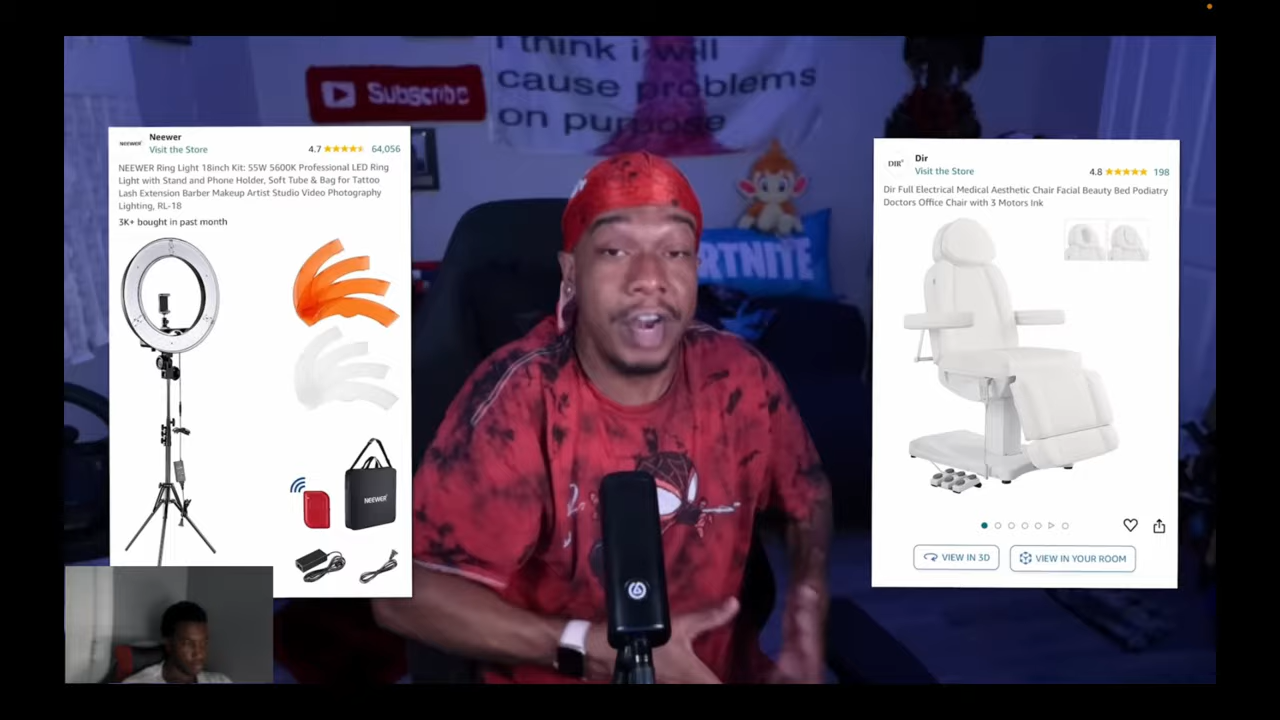 I think i will
cause problems
on purpose
Subscribe
NEEWER
Neewer
Visit the Store
4.7
64,056
NEEWER Ring Light 18inch Kit: 55W 5600K Professional LED Ring
Light with Stand and Phone Holder, Soft Tube & Bag for Tattoo
Lash Extension Barber Makeup Artist Studio Video Photography
Lighting, RL-18
3K+ bought in past month
NEEWER
RTNITE
DIR
Dir
Visit the Store
4.8
198
Dir Full Electrical Medical Aesthetic Chair Facial Beauty Bed Podiatry
Doctors Office Chair with 3 Motors Ink
VIEW IN 3D
VIEW IN YOUR ROOM